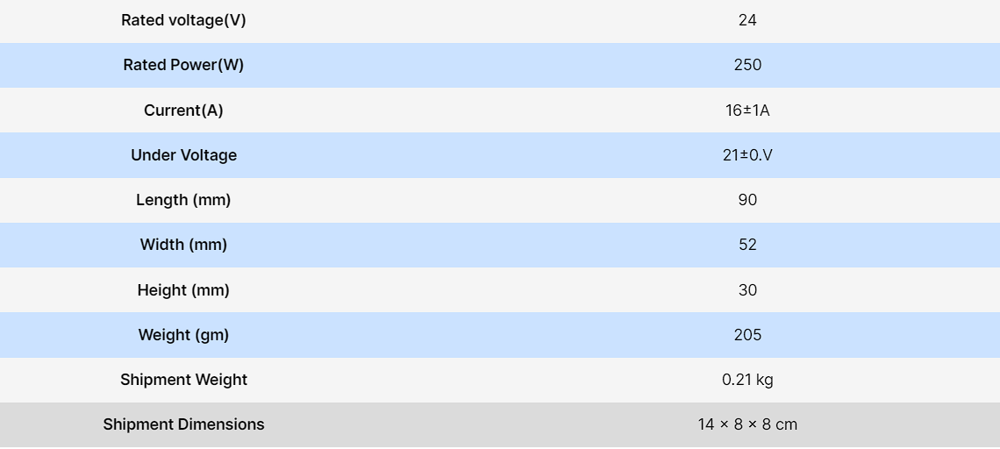 Rated voltage(V) 24
Rated Power(W) 250
Current(A) 16±1A
Under Voltage 21±0.V
Length (mm) 90
Width (mm) 52
Height (mm) 30
Weight (gm) 205
Shipment Weight 0.21 kg
Shipment Dimensions 14 × 8 × 8 cm